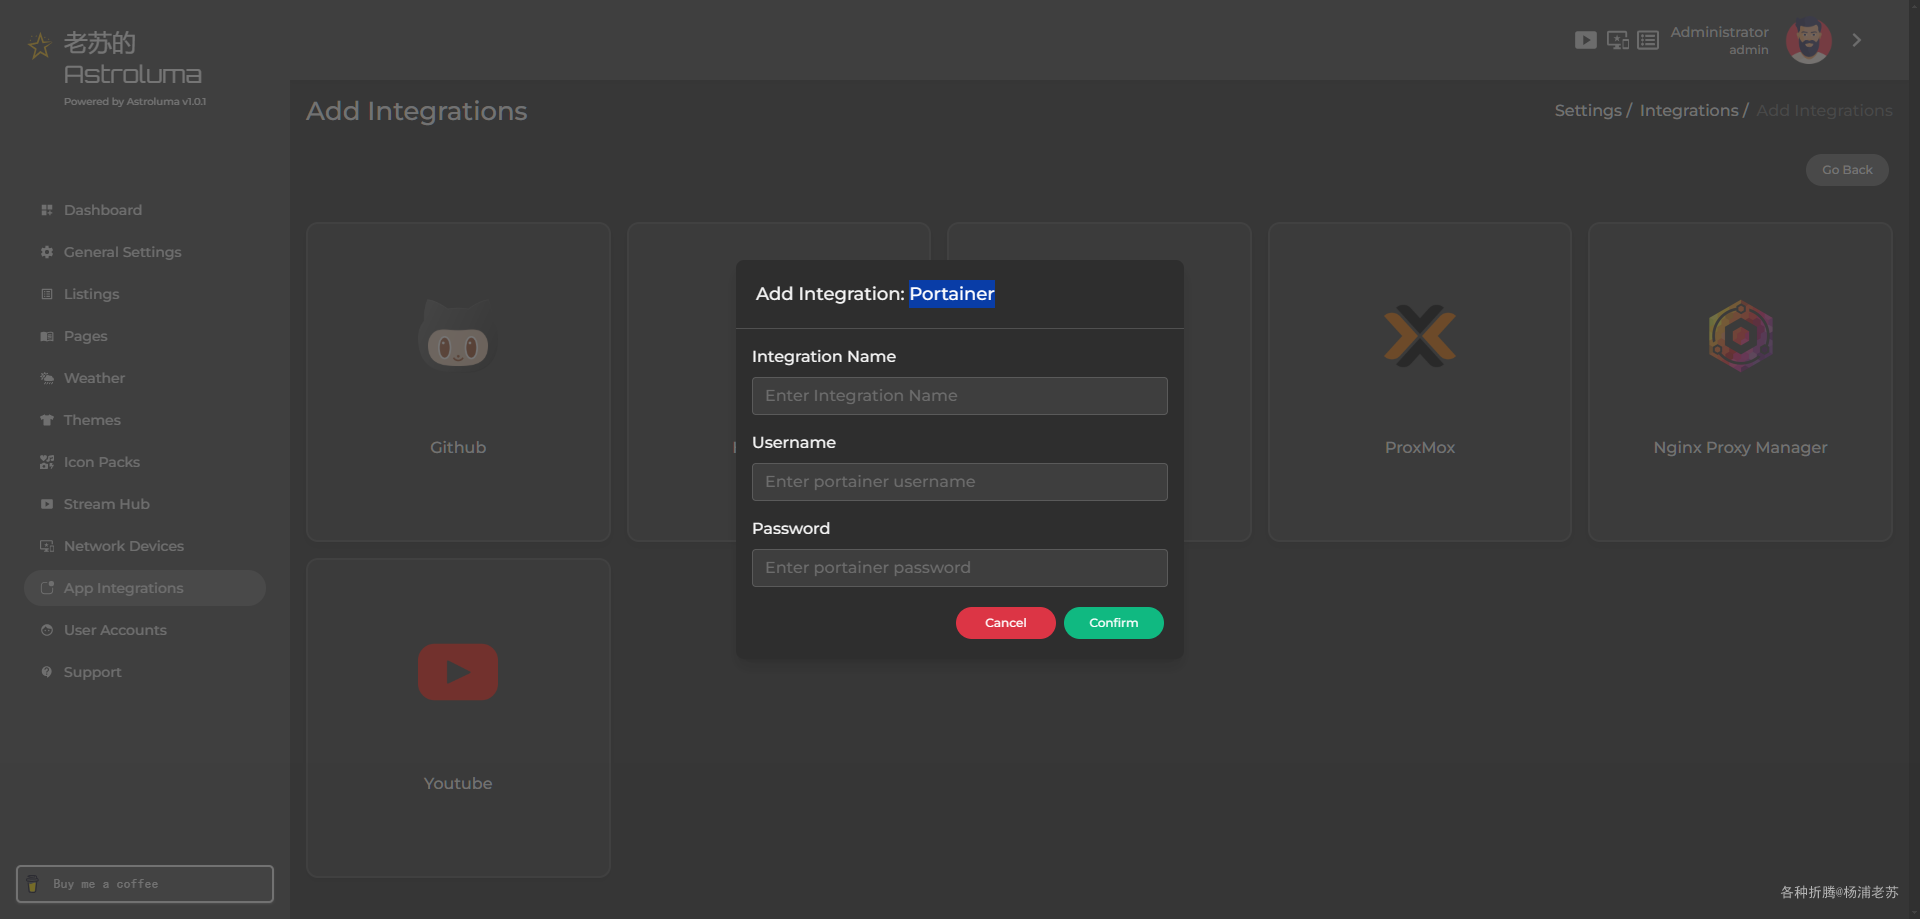 老苏的
Astroluma
Powered by Astroluma v1.0.1
Administrator
admin
Add Integrations
Settings / Integrations / Add Integrations
Go Back
Dashboard
General Settings
Listings
Pages
Weather
Themes
Icon Packs
Stream Hub
Network Devices
App Integrations
User Accounts
Support
Buy me a coffee
Github
ProxMox
Nginx Proxy Manager
Youtube
Add Integration: Portainer
Integration Name
Enter Integration Name
Username
Enter portainer username
Password
Enter portainer password
Cancel
Confirm
各种折腾@杨浦老苏